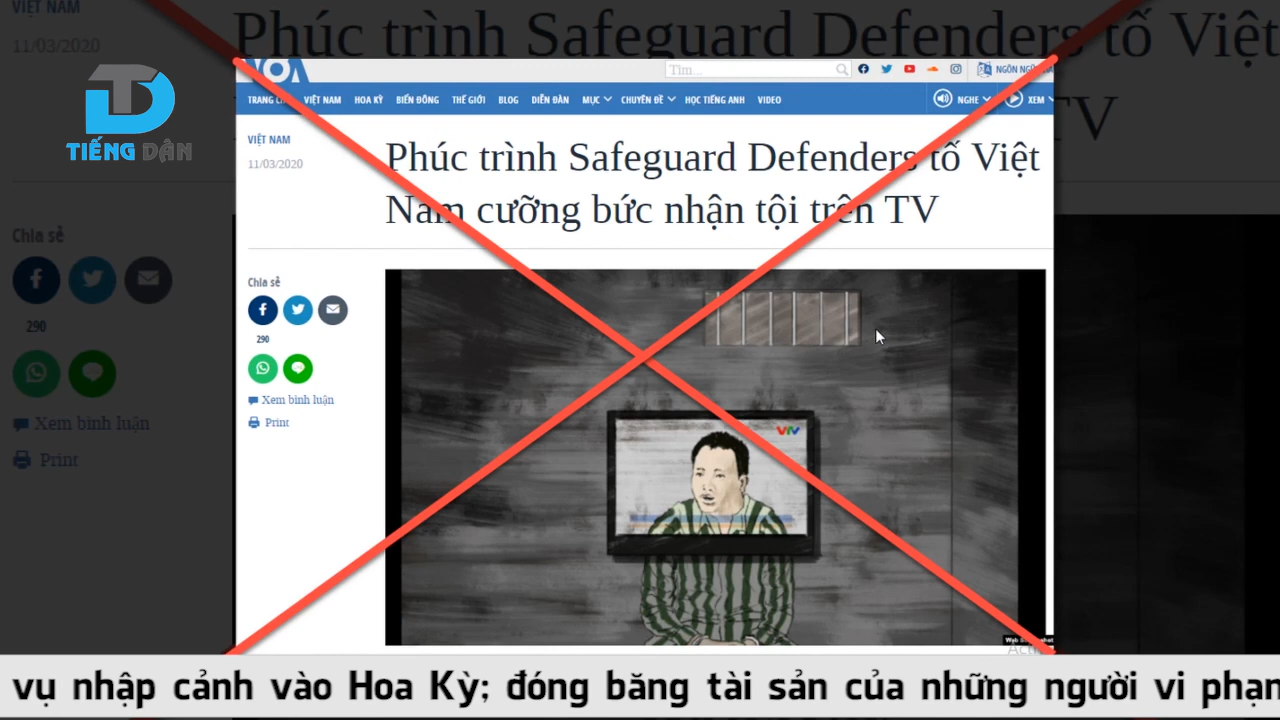 VIỆT NAM
11/03/2020
Phúc trình Safeguard Defenders tố Việt
TV
TIẾNG DÂN
Chia sẻ
290
Xem bình luận
Print
VOA
Tìm...
NGÔN NGỮ
TRANG VIỆT NAM HOA KỲ BIỂN ĐÔNG THẾ GIỚI BLOG DIỄN ĐÀN MỤC CHUYÊN ĐỀ HỌC TIẾNG ANH VIDEO NGHE XEM
VIỆT NAM
11/03/2020
Phúc trình Safeguard Defenders tố Việt
Nam cưỡng bức nhận tội trên TV
Chia sẻ
290
Xem bình luận
Print
VTV
vụ nhập cảnh vào Hoa Kỳ; đóng băng tài sản của những người vi phạm